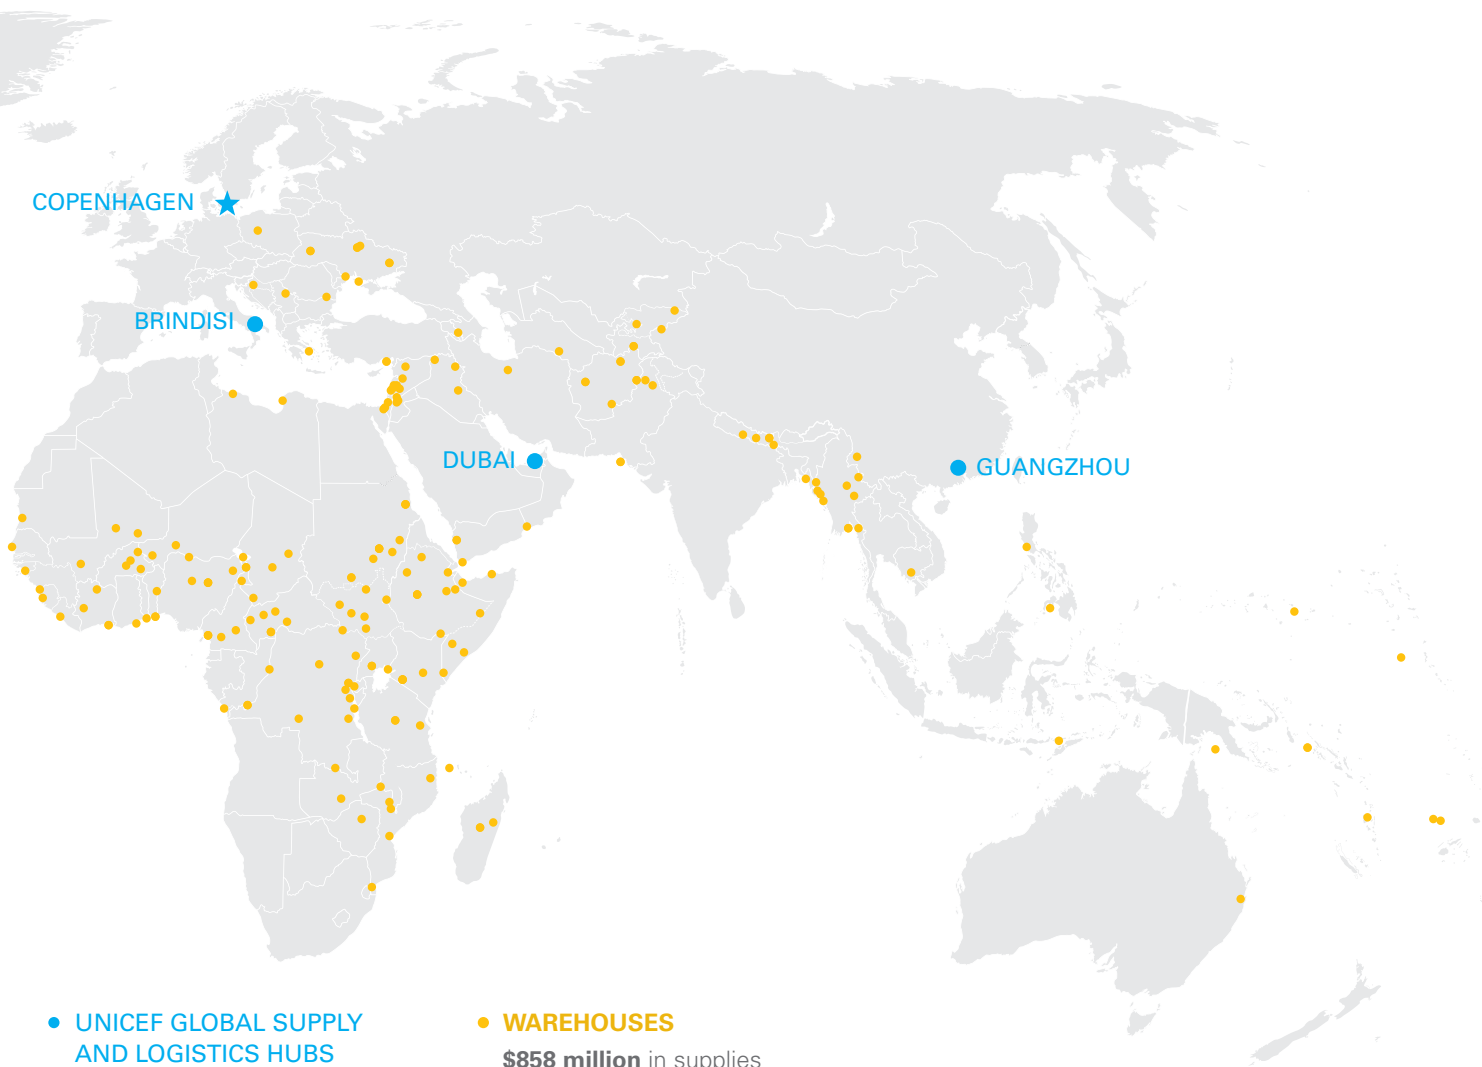 COPENHAGEN
BRINDISI
DUBAI
GUANGZHOU
UNICEF GLOBAL SUPPLY
AND LOGISTICS HUBS
WAREHOUSES
$858 million in supplies